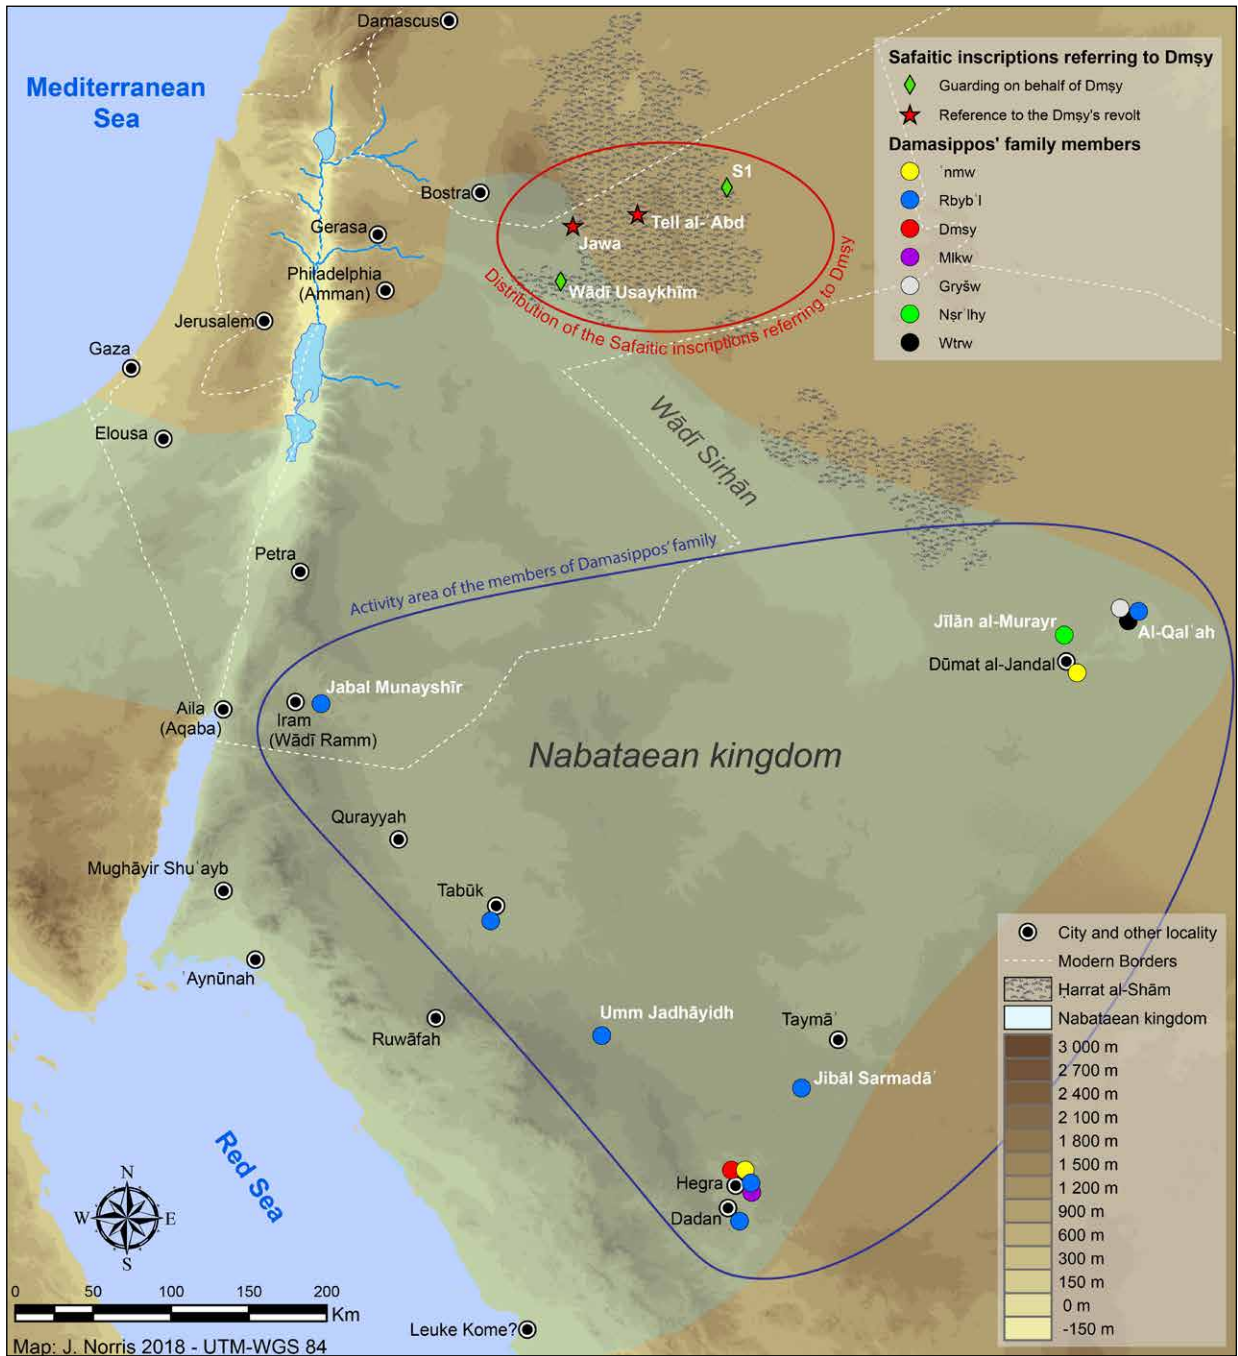 Damascus
Mediterranean
Sea
Safaitic inscriptions referring to Dmṣy
Guarding on behalf of Dmṣy
Reference to the Dmṣy's revolt
Damasippos' family members
ʿnmw
Rbybʾl
Dmsy
Mlkw
Gryšw
Nṣrʾlhy
Wtrw
S1
Bostra
Tell al-ʿAbd
Jawa
Gerasa
Philadelphia
(Amman)
Wādī Usaykhīm
Distribution of the Safaitic inscriptions referring to Dmṣy
Jerusalem
Gaza
Elousa
Wādī Sirḥān
Petra
Activity area of the members of Damasippos' family
Jīlān al-Murayr
Al-Qalʿah
Dūmat al-Jandal
Jabal Munayshīr
Aila
(Aqaba)
Iram
(Wādī Ramm)
Nabataean kingdom
Qurayyah
Mughāyir Shuʿayb
Tabūk
ʿAynūnah
Ruwāfah
Umm Jadhāyidh
Taymāʾ
Jibāl Sarmadāʾ
Red Sea
Hegra
Dadan
Leuke Kome?
City and other locality
Modern Borders
Ḥarrat al-Shām
Nabataean kingdom
3 000 m
2 700 m
2 400 m
2 100 m
1 800 m
1 500 m
1 200 m
900 m
600 m
300 m
150 m
0 m
-150 m
N
W E
S
0 50 100 150 200
Km
Map: J. Norris 2018 - UTM-WGS 84